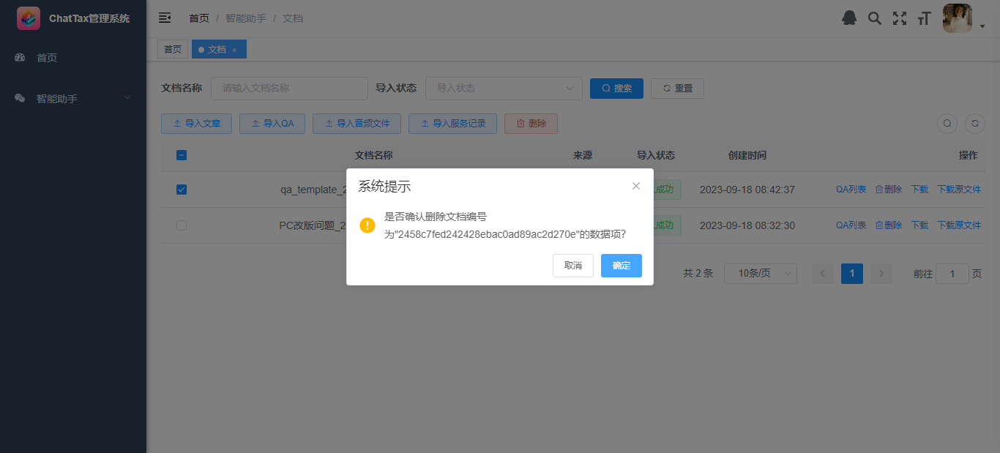 ChatTax管理系统
首页
智能助手
首页 / 智能助手 / 文档
首页
文档 ×
文档名称 请输入文档名称 导入状态 导入状态 搜索 重置
导入文章 导入QA 导入音频文件 导入服务记录 删除
文档名称 来源 导入状态 创建时间 操作
qa_template_2 成功 2023-09-18 08:42:37 QA列表 删除 下载 下载原文件
PC改版问题_2 成功 2023-09-18 08:32:30 QA列表 删除 下载 下载原文件
系统提示
是否确认删除文档编号
为"2458c7fed242428ebac0ad89ac2d270e"的数据项?
取消 确定
共 2 条 10条/页 < 1 > 前往 1 页